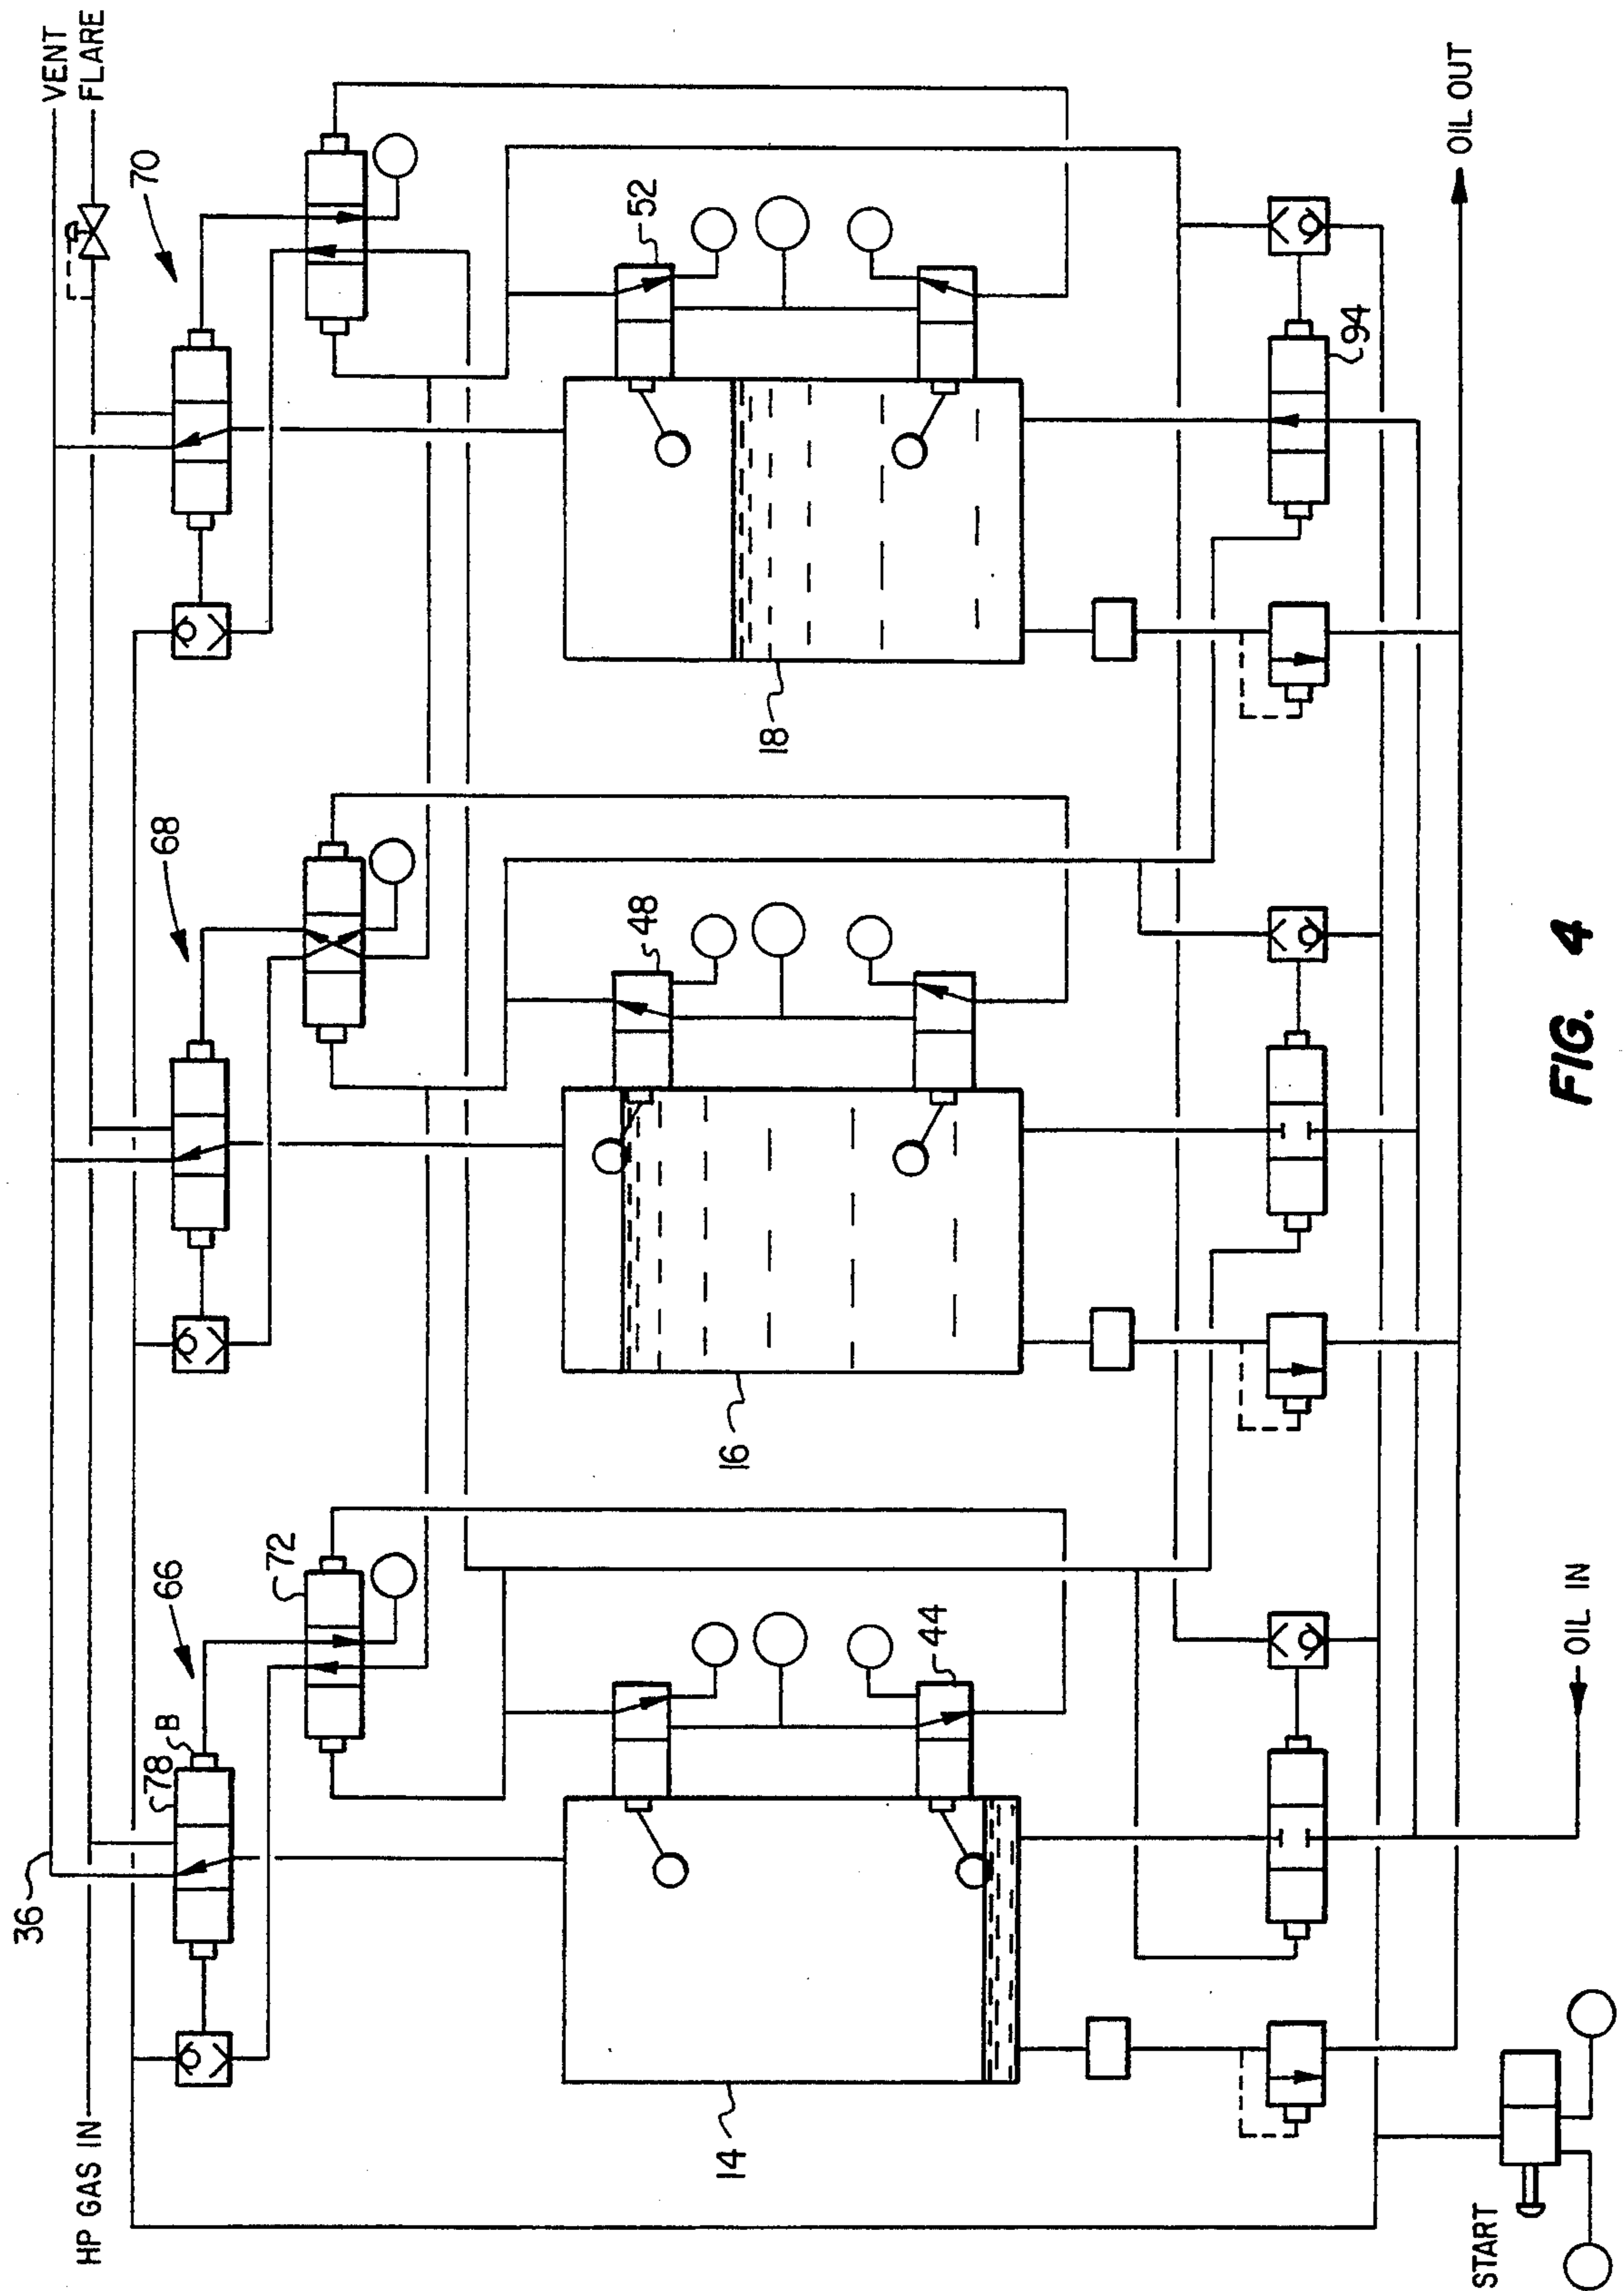 VENT
FLARE
HP GAS IN
36
78
B
66
72
68
70
14
44
16
48
18
52
94
START
OIL IN
OIL OUT
FIG. 4